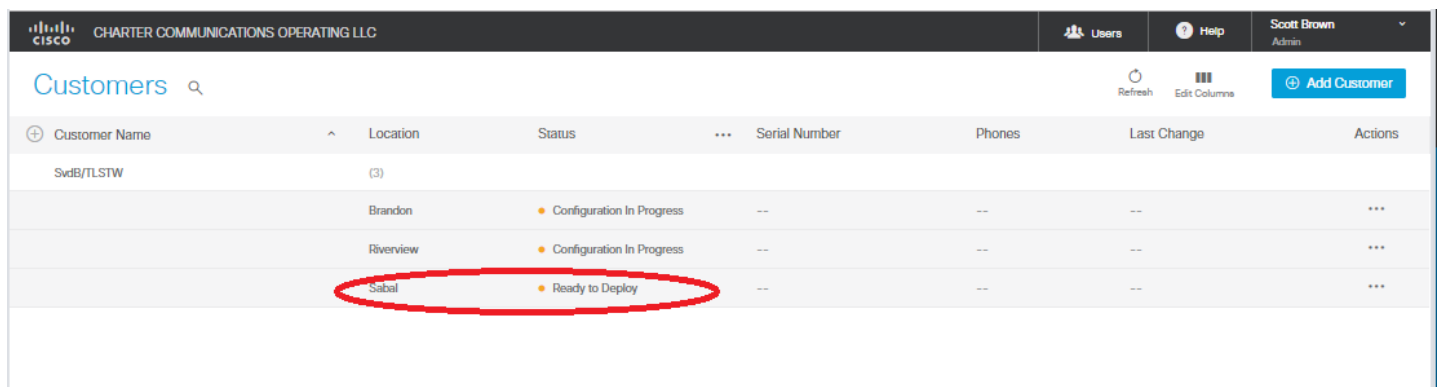 CISCO CHARTER COMMUNICATIONS OPERATING LLC Users ? Help Scott Brown
Admin
Customers Refresh Edit Columns Add Customer
Customer Name Location Status ... Serial Number Phones Last Change Actions
SvdB/TLSTW (3)
Brandon Configuration In Progress -- -- -- ...
Riverview Configuration In Progress -- -- -- ...
Sabal Ready to Deploy -- -- -- ...